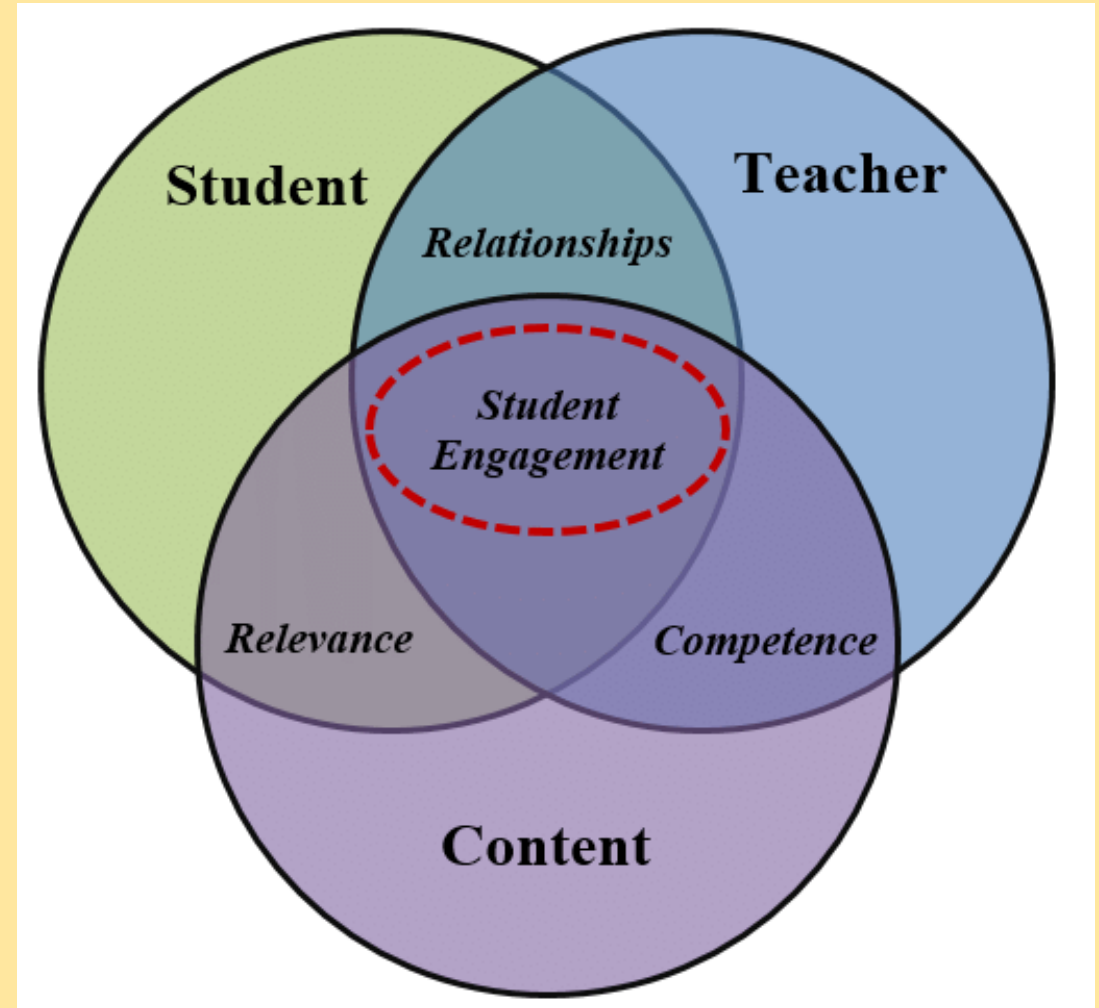 Student
Teacher
Relationships
Student
Engagement
Relevance
Competence
Content